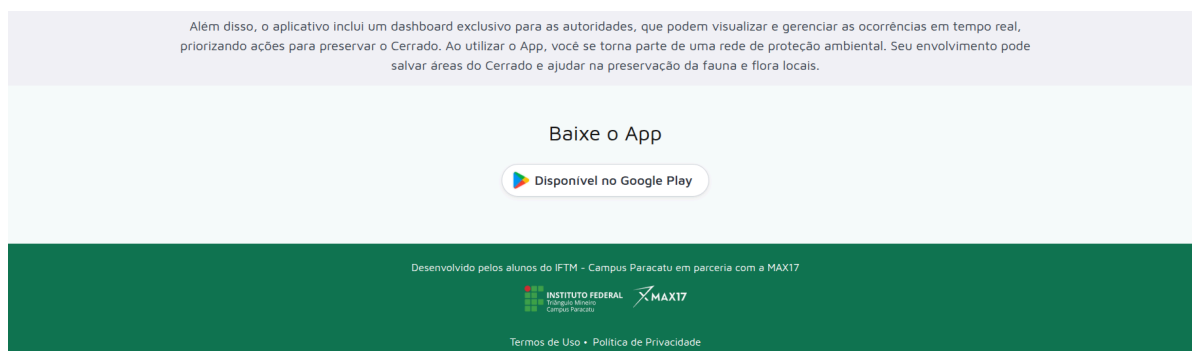 Além disso, o aplicativo inclui um dashboard exclusivo para as autoridades, que podem visualizar e gerenciar as ocorrências em tempo real,
priorizando ações para preservar o Cerrado. Ao utilizar o App, você se torna parte de uma rede de proteção ambiental. Seu envolvimento pode
salvar áreas do Cerrado e ajudar na preservação da fauna e flora locais.
Baixe o App
Disponível no Google Play
Desenvolvido pelos alunos do IFTM - Campus Paracatu em parceria com a MAX17
INSTITUTO FEDERAL
Triângulo Mineiro
Campus Paracatu
MAX17
Termos de Uso • Política de Privacidade